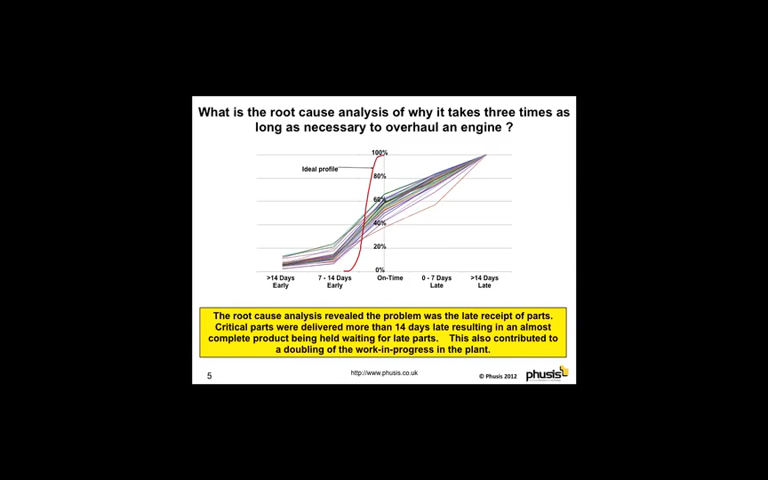 What is the root cause analysis of why it takes three times as
long as necessary to overhaul an engine ?
100%
Ideal profile
80%
60%
40%
20%
0%
>14 Days Early
7 - 14 Days Early
On-Time
0 - 7 Days Late
>14 Days Late
The root cause analysis revealed the problem was the late receipt of parts.
Critical parts were delivered more than 14 days late resulting in an almost
complete product being held waiting for late parts. This also contributed to
a doubling of the work-in-progress in the plant.
5
http://www.phusis.co.uk
© Phusis 2012
phusis